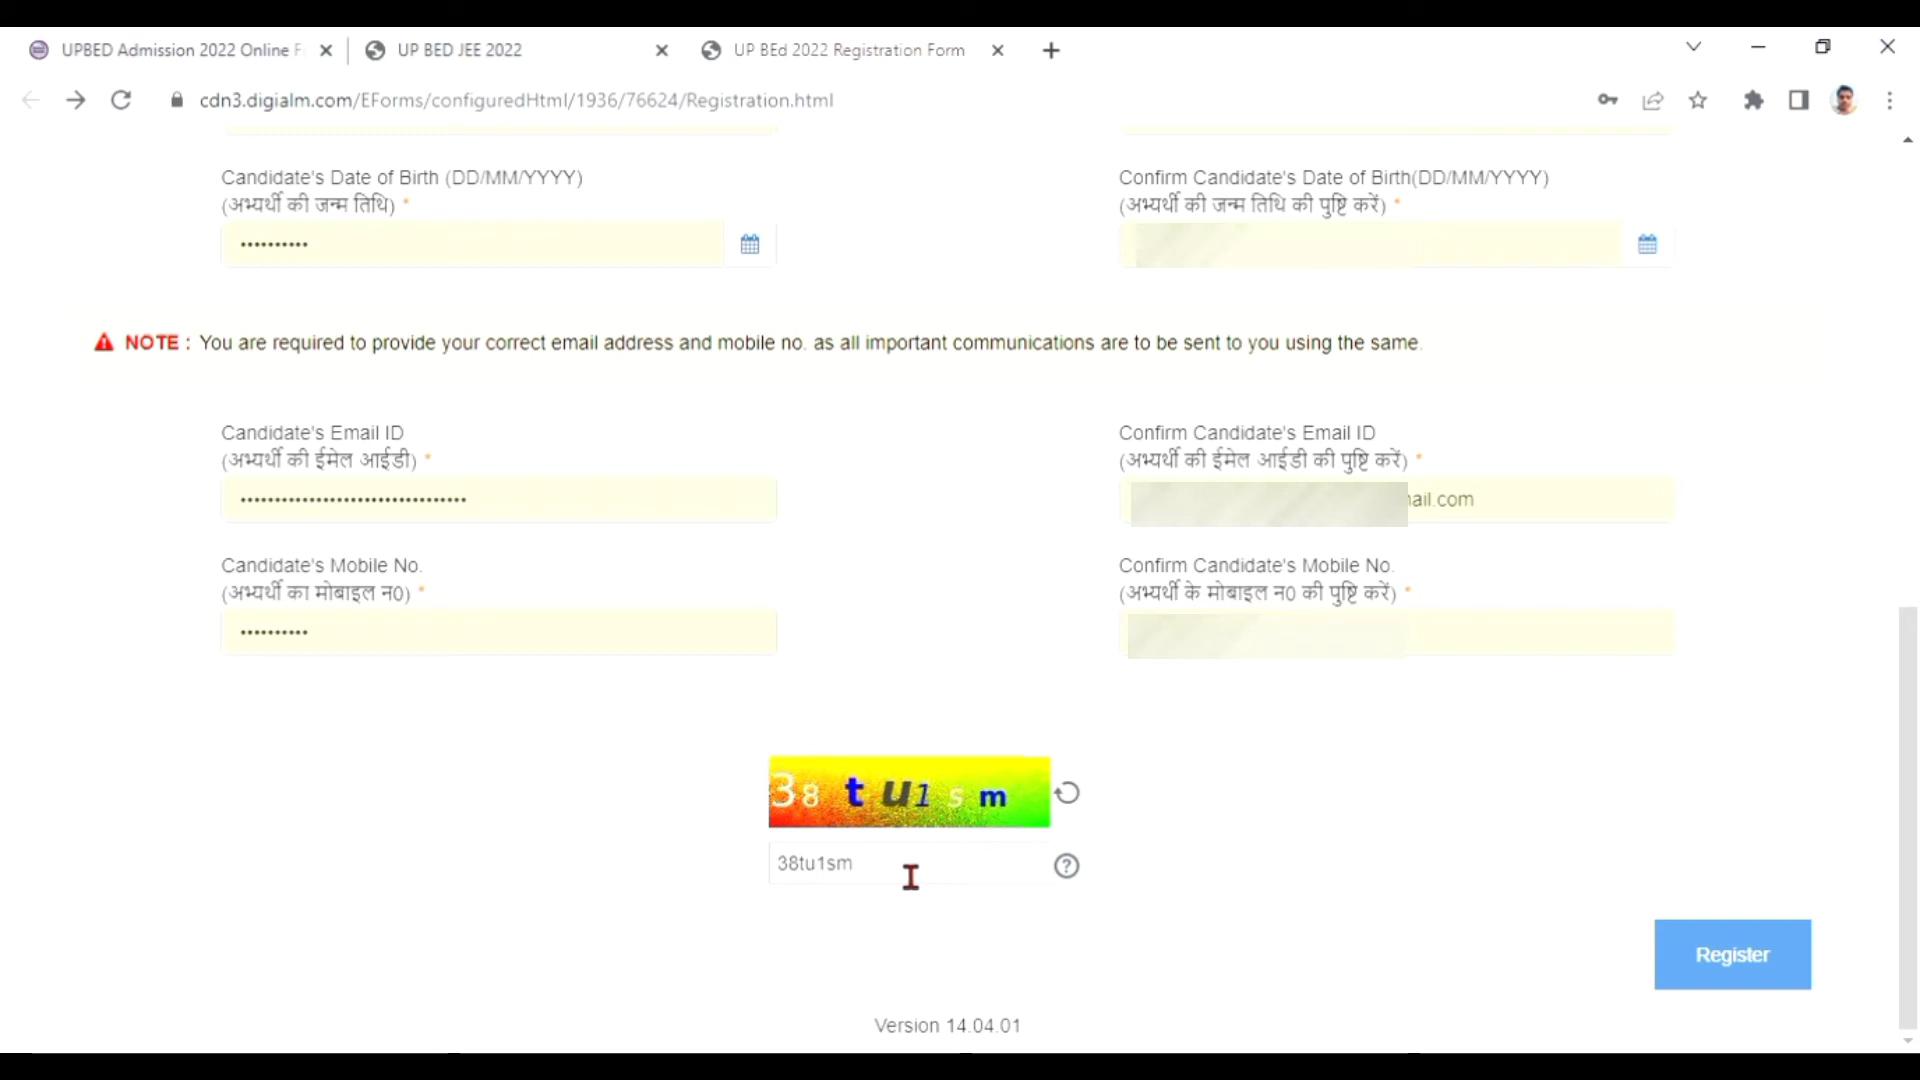 UPBED Admission 2022 Online F
UP BED JEE 2022
UP BEd 2022 Registration Form
cdn3.digialm.com/EForms/configuredHtml/1936/76624/Registration.html
Candidate's Date of Birth (DD/MM/YYYY)
(अभ्यर्थी की जन्म तिथि) *
••••••••••
Confirm Candidate's Date of Birth(DD/MM/YYYY)
(अभ्यर्थी की जन्म तिथि की पुष्टि करें) *
NOTE : You are required to provide your correct email address and mobile no. as all important communications are to be sent to you using the same.
Candidate's Email ID
(अभ्यर्थी की ईमेल आईडी) *
•••••••••••••••••••••••••••••••••
Confirm Candidate's Email ID
(अभ्यर्थी की ईमेल आईडी की पुष्टि करें) *
ail.com
Candidate's Mobile No.
(अभ्यर्थी का मोबाइल न0) *
••••••••••
Confirm Candidate's Mobile No.
(अभ्यर्थी के मोबाइल न0 की पुष्टि करें) *
38tu1sm
38tu1sm
Register
Version 14.04.01